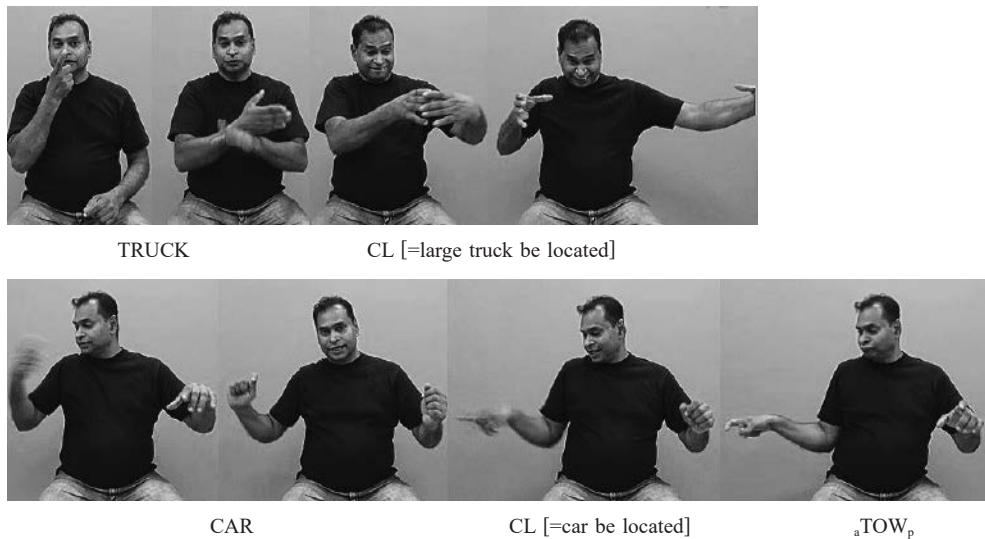 TRUCK CL [=large truck be located]
CAR CL [=car be located] ₐTOWₚ